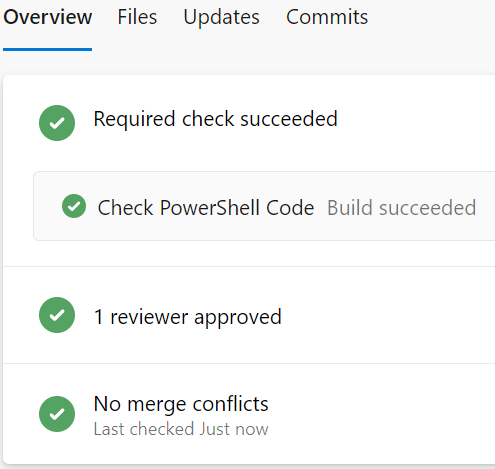 Overview Files Updates Commits
Required check succeeded
Check PowerShell Code Build succeeded
1 reviewer approved
No merge conflicts
Last checked Just now